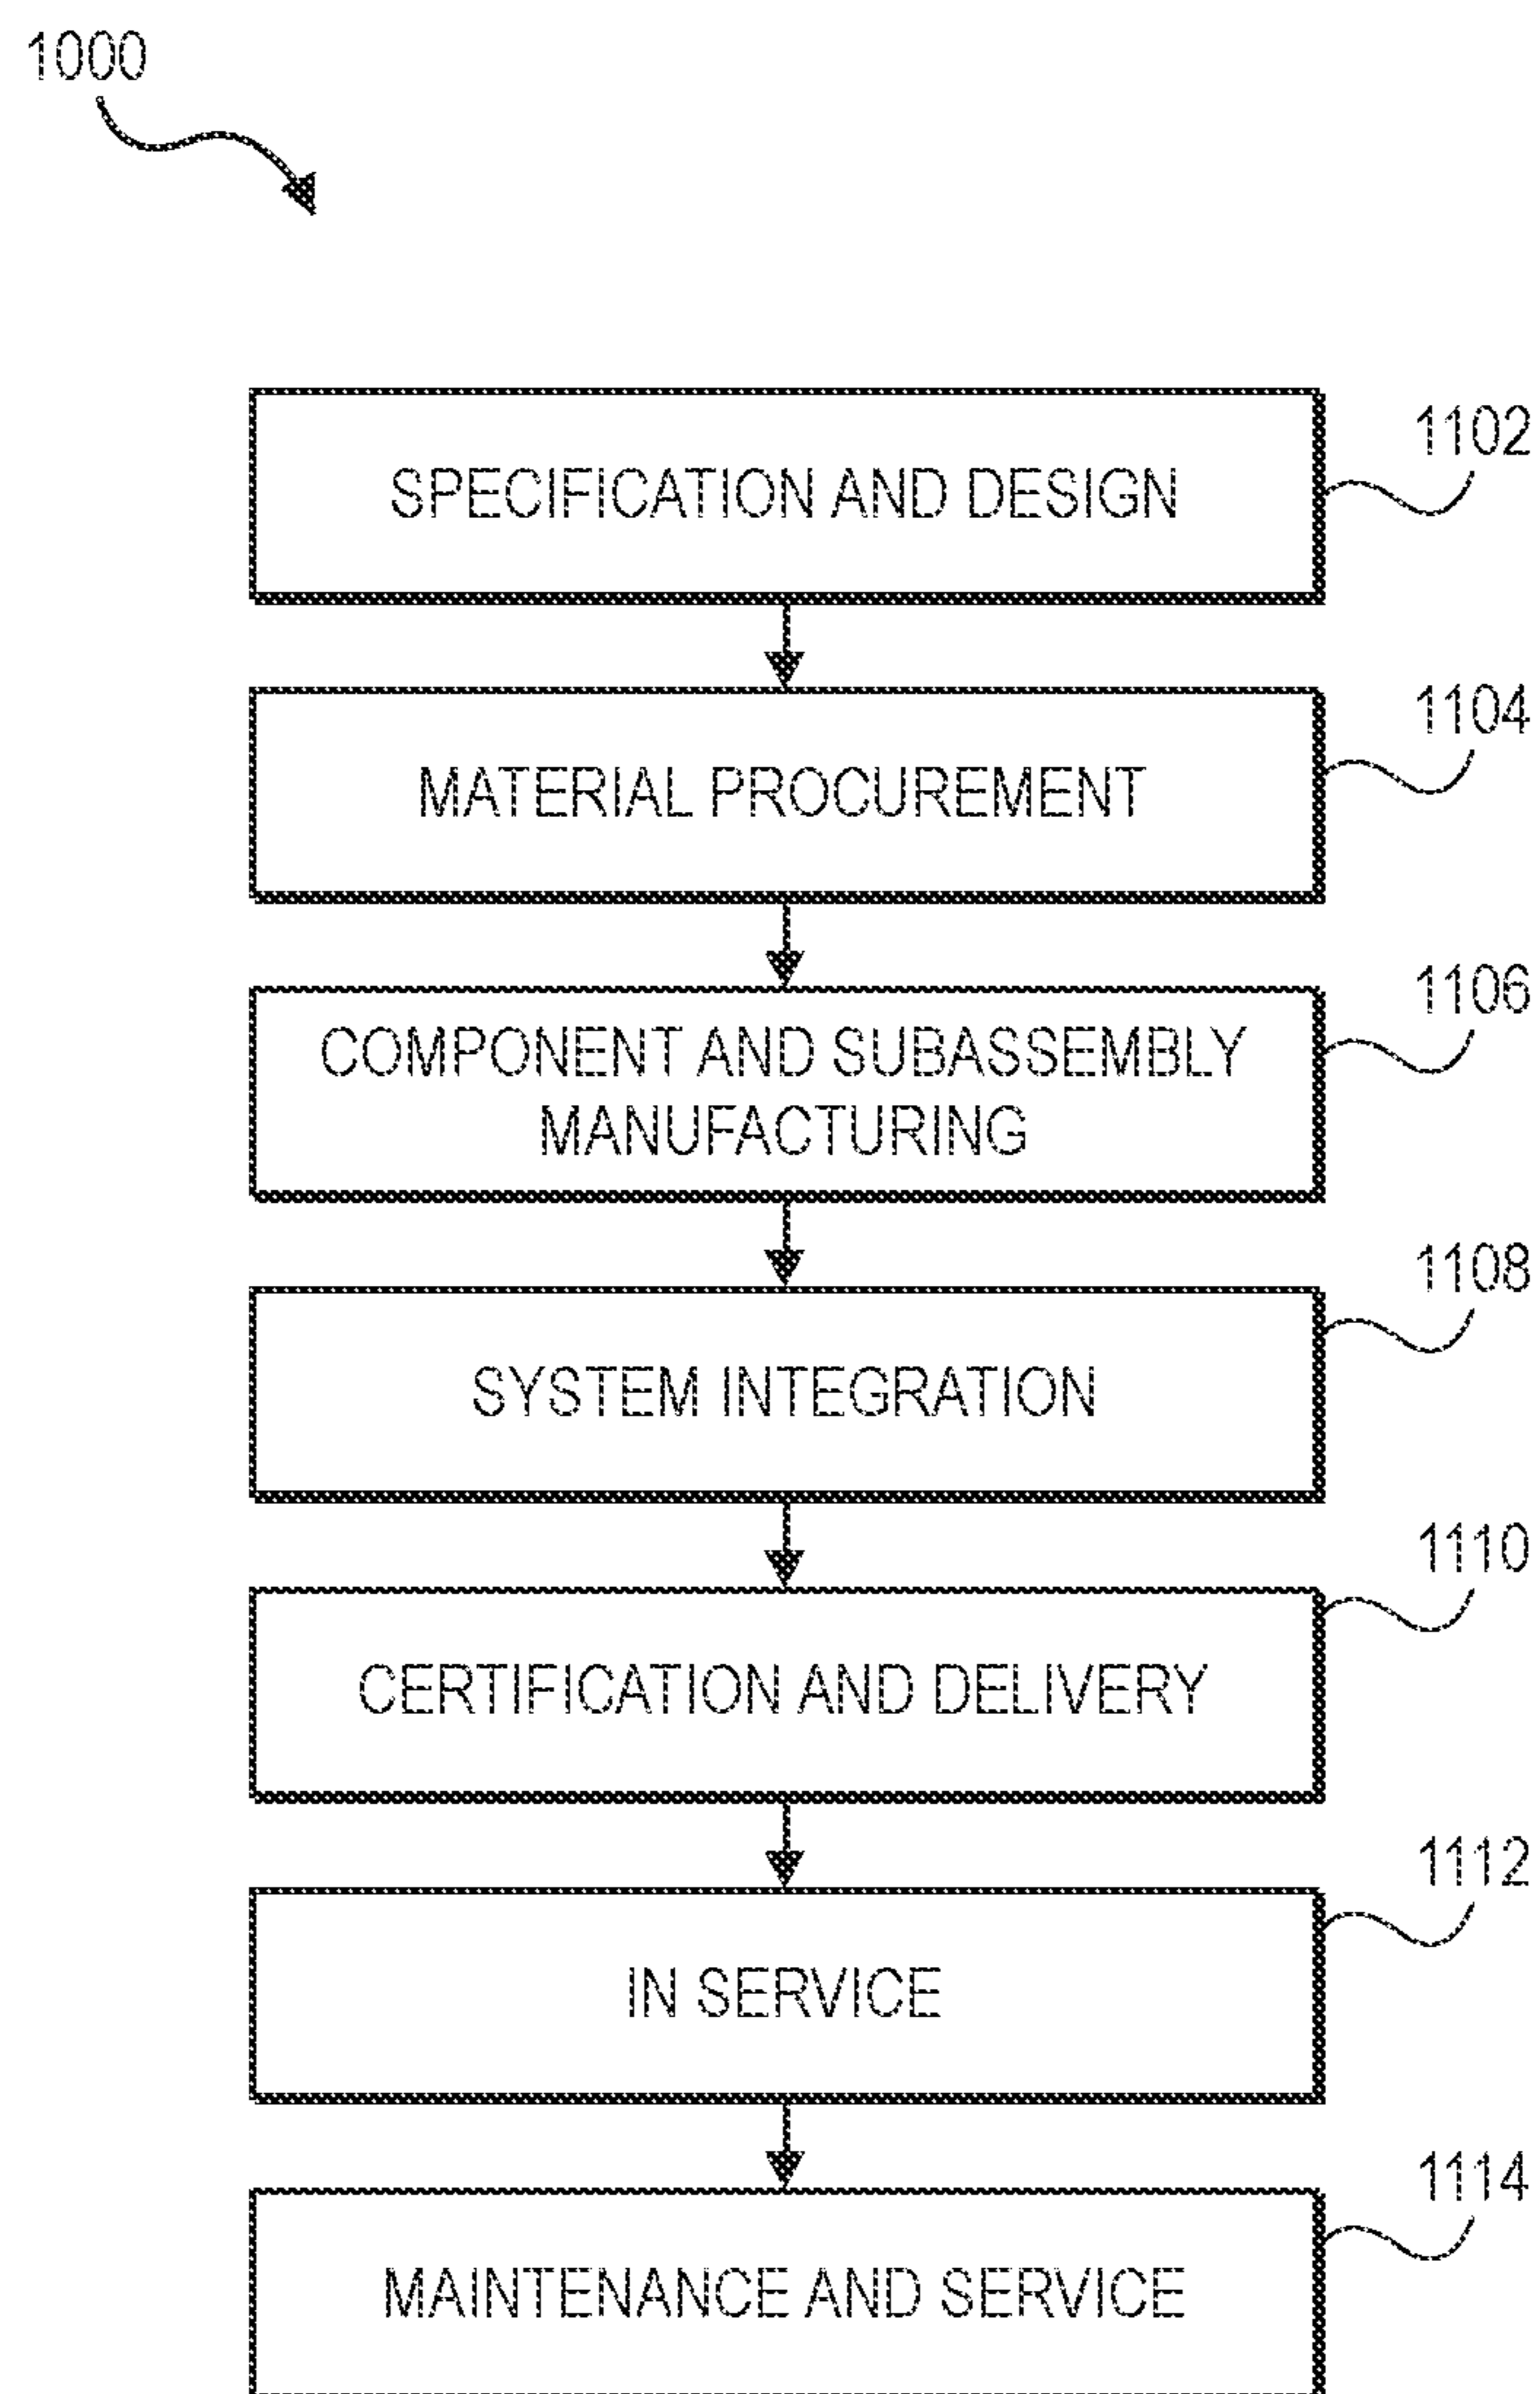 1000
SPECIFICATION AND DESIGN
1102
MATERIAL PROCUREMENT
1104
COMPONENT AND SUBASSEMBLY
MANUFACTURING
1106
SYSTEM INTEGRATION
1108
CERTIFICATION AND DELIVERY
1110
IN SERVICE
1112
MAINTENANCE AND SERVICE
1114